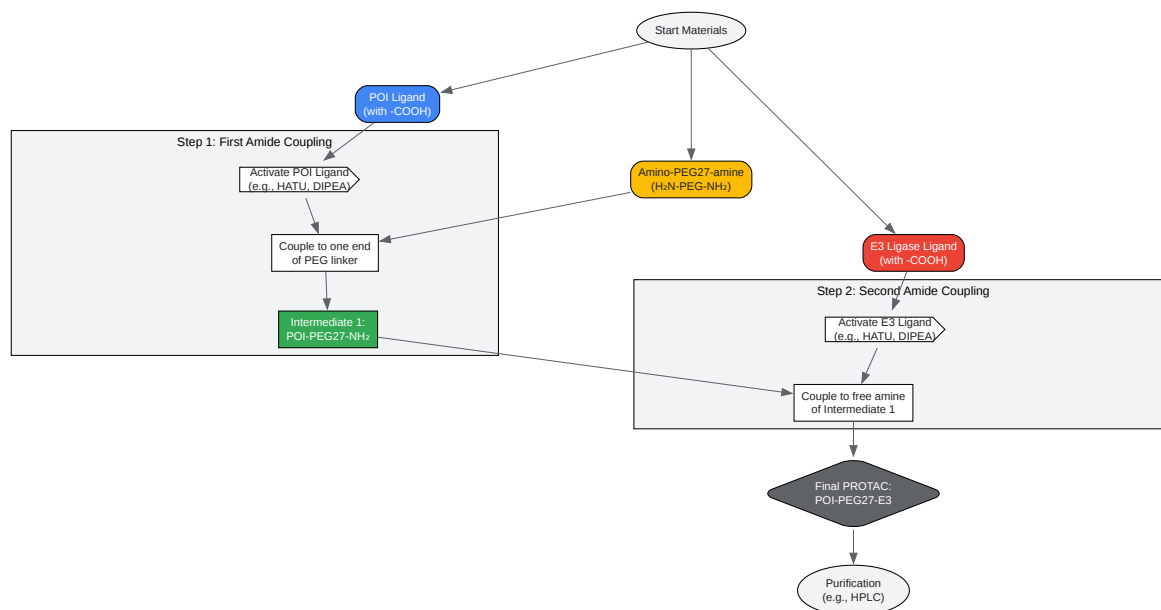 Start Materials
POI Ligand
(with -COOH)
Step 1: First Amide Coupling
Activate POI Ligand
(e.g., HATU, DIPEA)
Amino-PEG27-amine
(H₂N-PEG-NH₂)
Couple to one end
of PEG linker
E3 Ligase Ligand
(with -COOH)
Step 2: Second Amide Coupling
Intermediate 1:
POI-PEG27-NH₂
Activate E3 Ligand
(e.g., HATU, DIPEA)
Couple to free amine
of Intermediate 1
Final PROTAC:
POI-PEG27-E3
Purification
(e.g., HPLC)